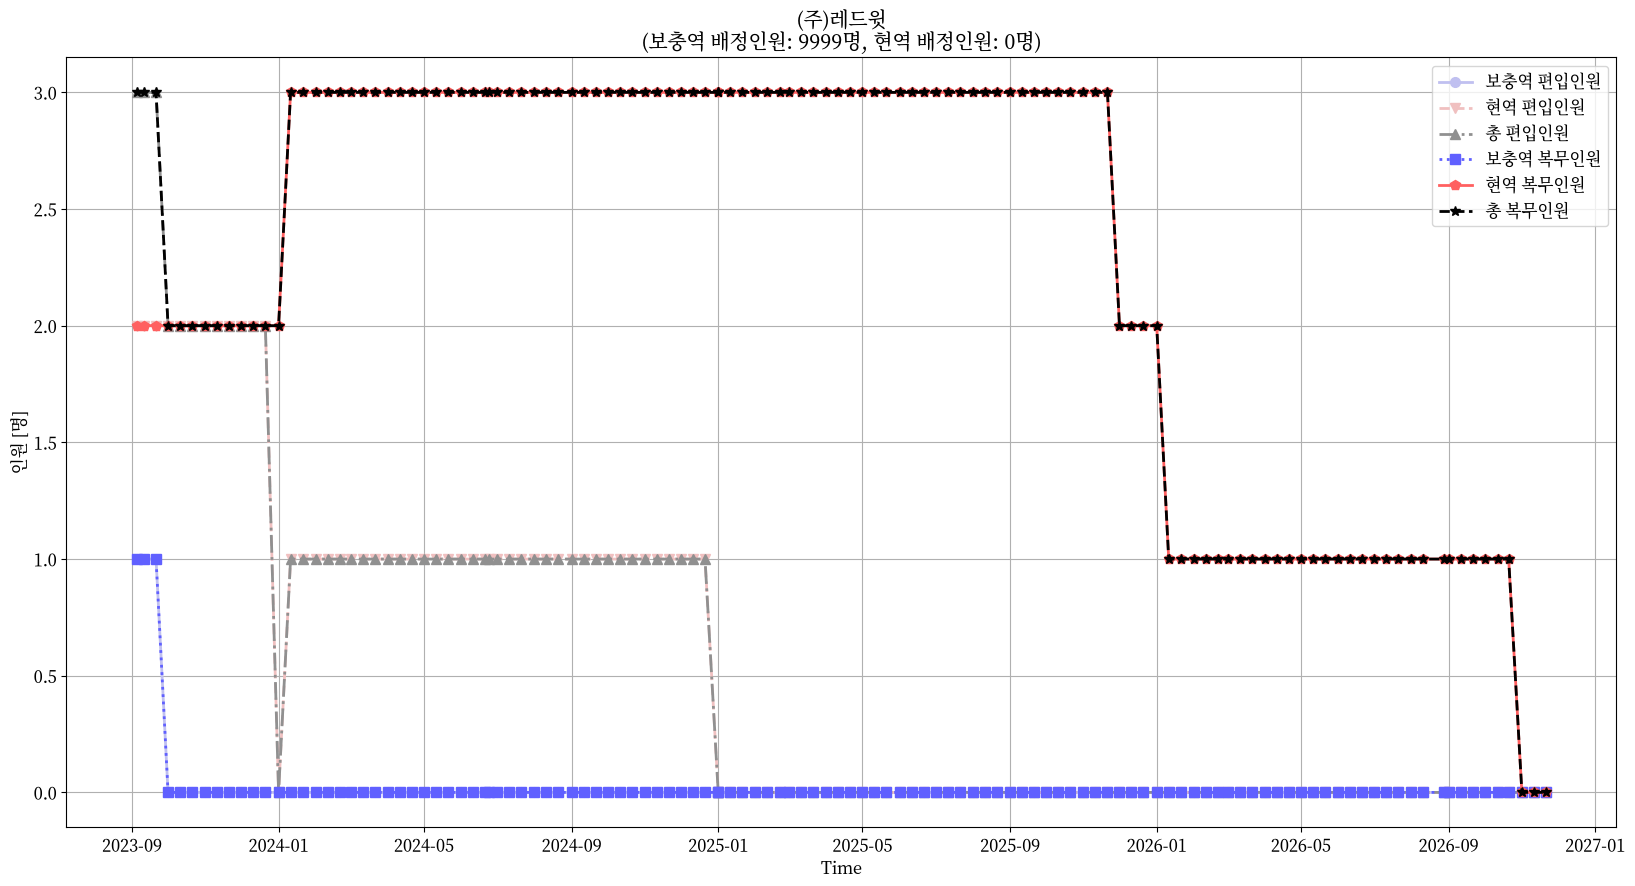 (주)레드윗
(보충역 배정인원: 9999명, 현역 배정인원: 0명)
보충역 편입인원
현역 편입인원
총 편입인원
보충역 복무인원
현역 복무인원
총 복무인원
인원 [명]
3.0
2.5
2.0
1.5
1.0
0.5
0.0
2023-09
2024-01
2024-05
2024-09
2025-01
2025-05
2025-09
2026-01
2026-05
2026-09
2027-01
Time